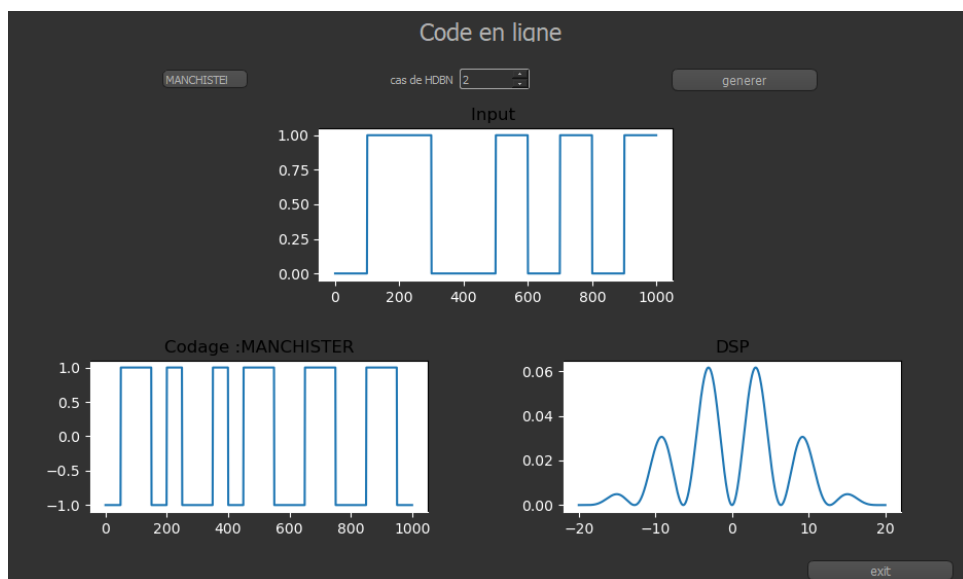 Code en ligne
MANCHISTEI cas de HDBN 2 generer
Input
1.00
0.75
0.50
0.25
0.00
0 200 400 600 800 1000
Codage :MANCHISTER
1.0
0.5
0.0
−0.5
−1.0
0 200 400 600 800 1000
DSP
0.06
0.04
0.02
0.00
−20 −10 0 10 20
exit